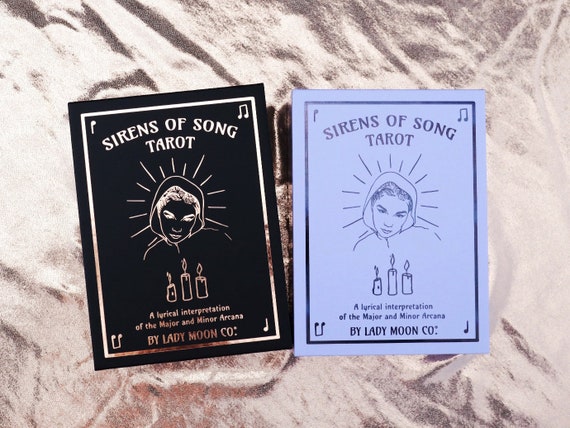 SIRENS OF SONG
TAROT
A lyrical interpretation
of the Major and Minor Arcana
BY LADY MOON CO.
SIRENS OF SONG
TAROT
A lyrical interpretation
of the Major and Minor Arcana
BY LADY MOON CO.